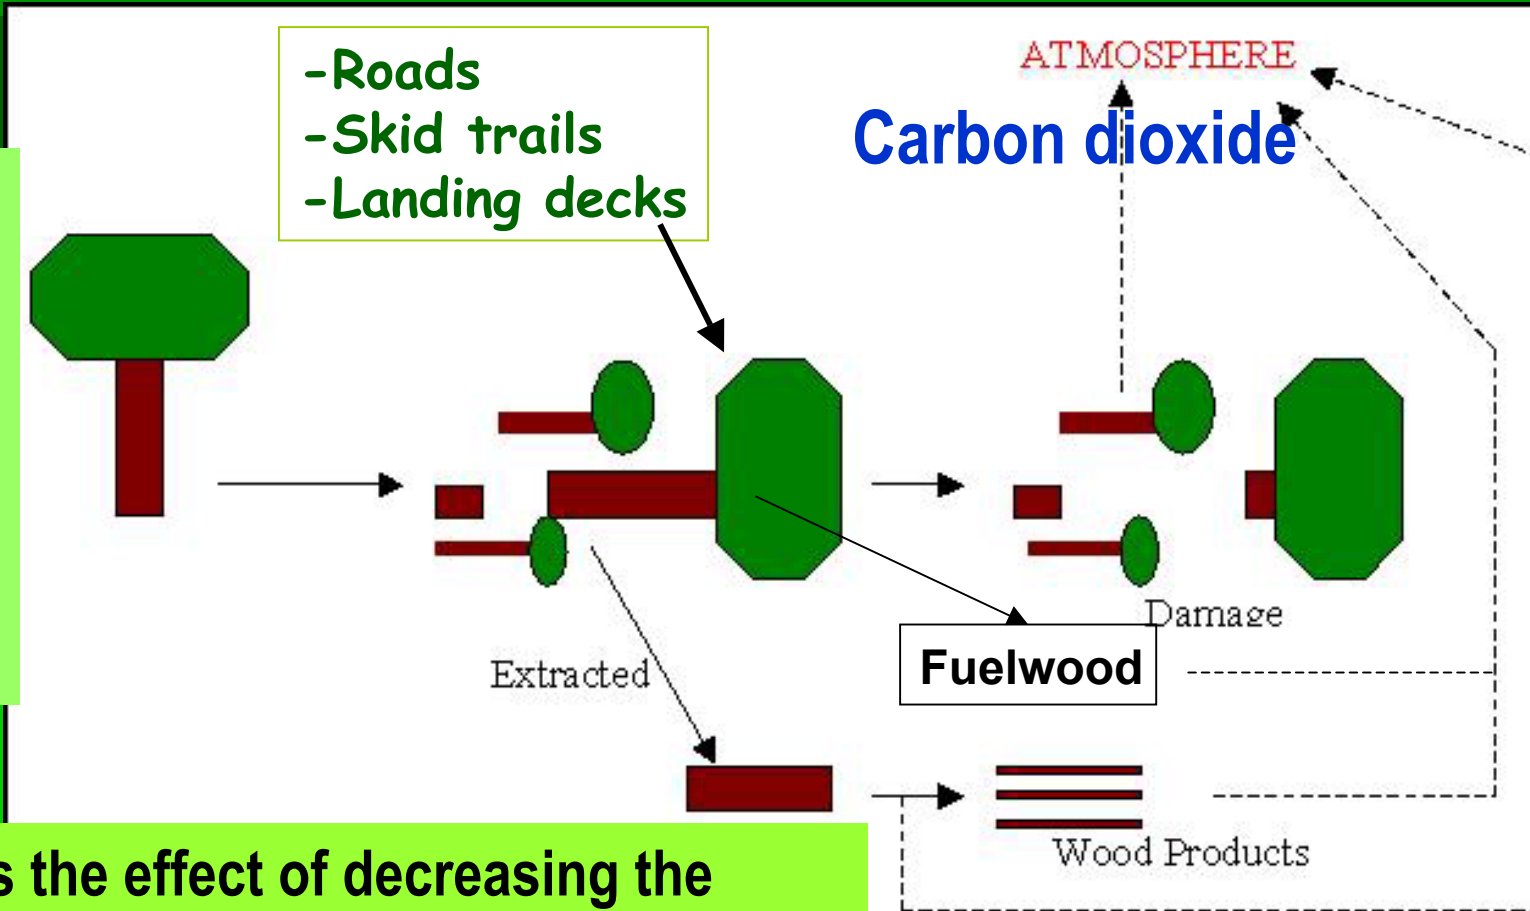 -Roads
-Skid trails
-Landing decks
ATMOSPHERE
Carbon dioxide
Damage
Fuelwood
Extracted
Wood Products
the effect of decreasing the